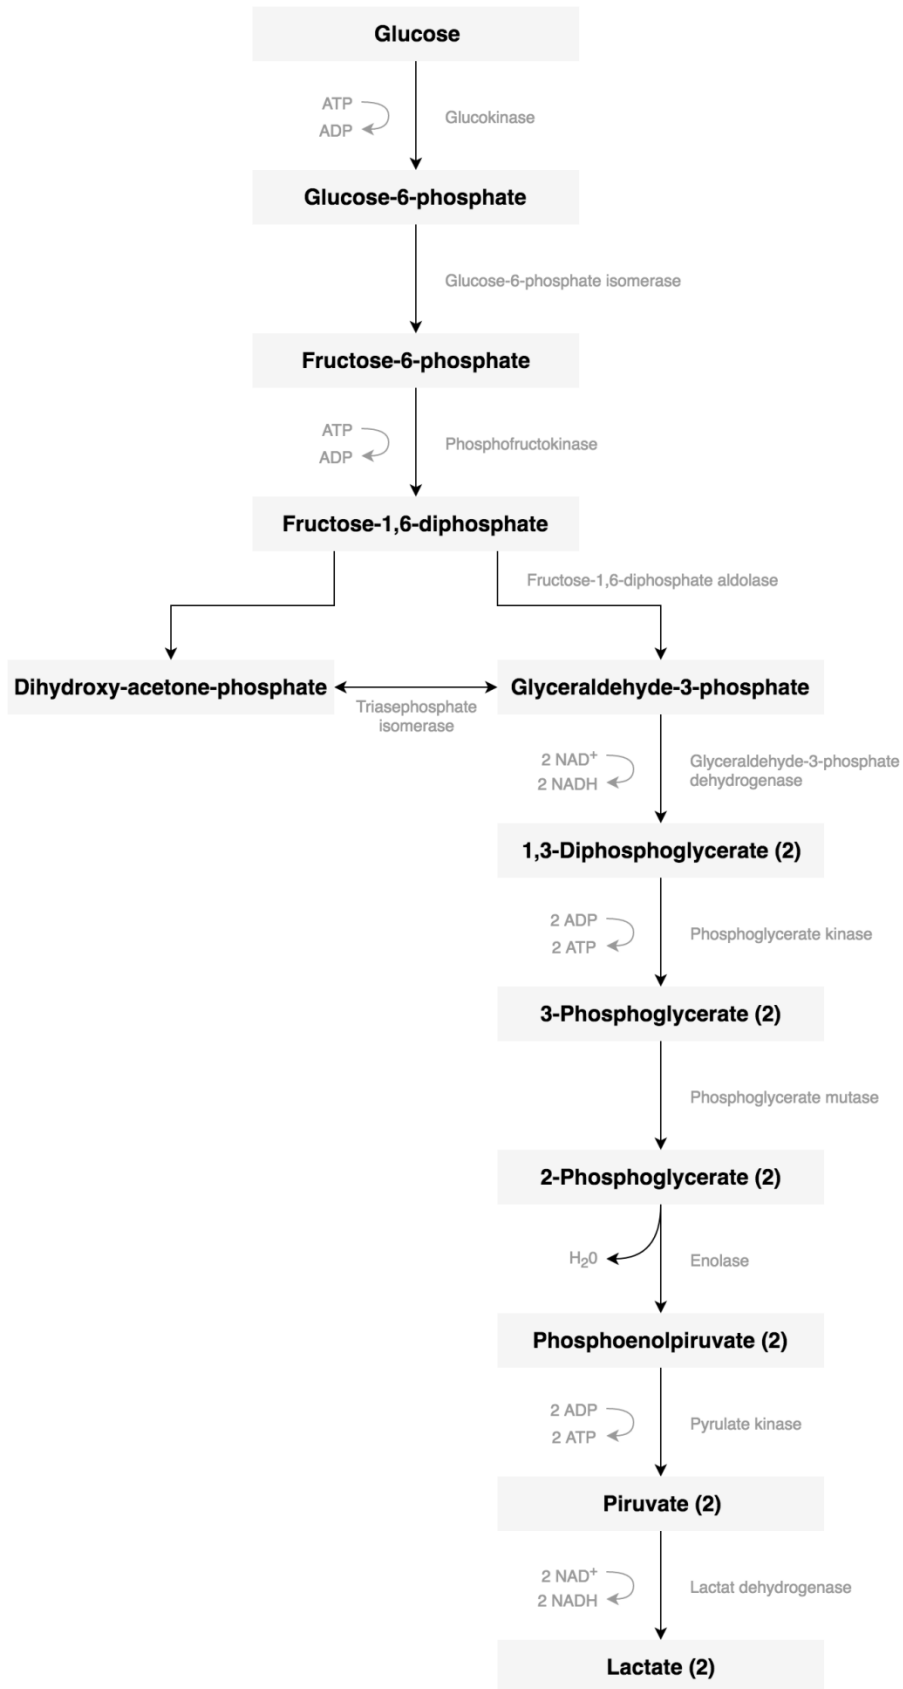 Glucose
ATP
ADP
Glucokinase
Glucose-6-phosphate
Glucose-6-phosphate isomerase
Fructose-6-phosphate
ATP
ADP
Phosphofructokinase
Fructose-1,6-diphosphate
Fructose-1,6-diphosphate aldolase
Dihydroxy-acetone-phosphate
Triasephosphate
isomerase
Glyceraldehyde-3-phosphate
2 NAD⁺
2 NADH
Glyceraldehyde-3-phosphate
dehydrogenase
1,3-Diphosphoglycerate (2)
2 ADP
2 ATP
Phosphoglycerate kinase
3-Phosphoglycerate (2)
Phosphoglycerate mutase
2-Phosphoglycerate (2)
H₂0
Enolase
Phosphoenolpiruvate (2)
2 ADP
2 ATP
Pyrulate kinase
Piruvate (2)
2 NAD⁺
2 NADH
Lactat dehydrogenase
Lactate (2)